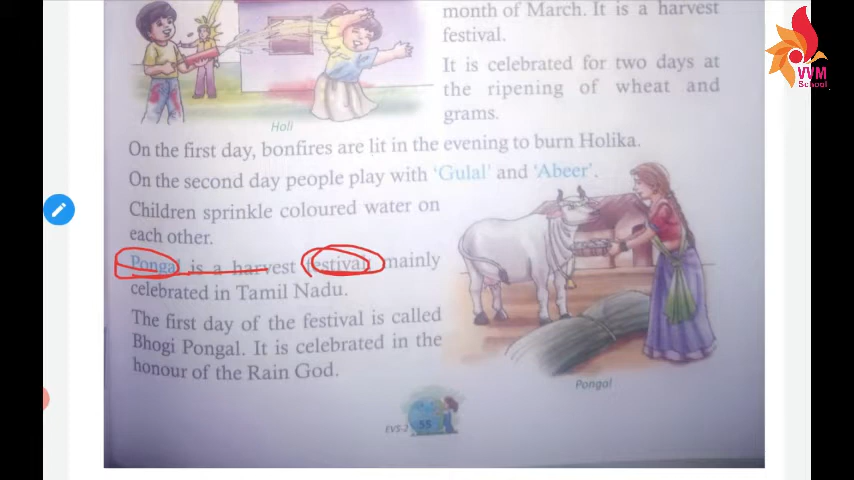 month of March. It is a harvest
festival.
It is celebrated for two days at
the ripening of wheat and
grams.
Holi
On the first day, bonfires are lit in the evening to burn Holika.
On the second day people play with 'Gulal' and 'Abeer'.
Children sprinkle coloured water on
each other.
Pongal is a harvest festival mainly
celebrated in Tamil Nadu.
The first day of the festival is called
Bhogi Pongal. It is celebrated in the
honour of the Rain God.
Pongal
EVS-2 55
VVM
School